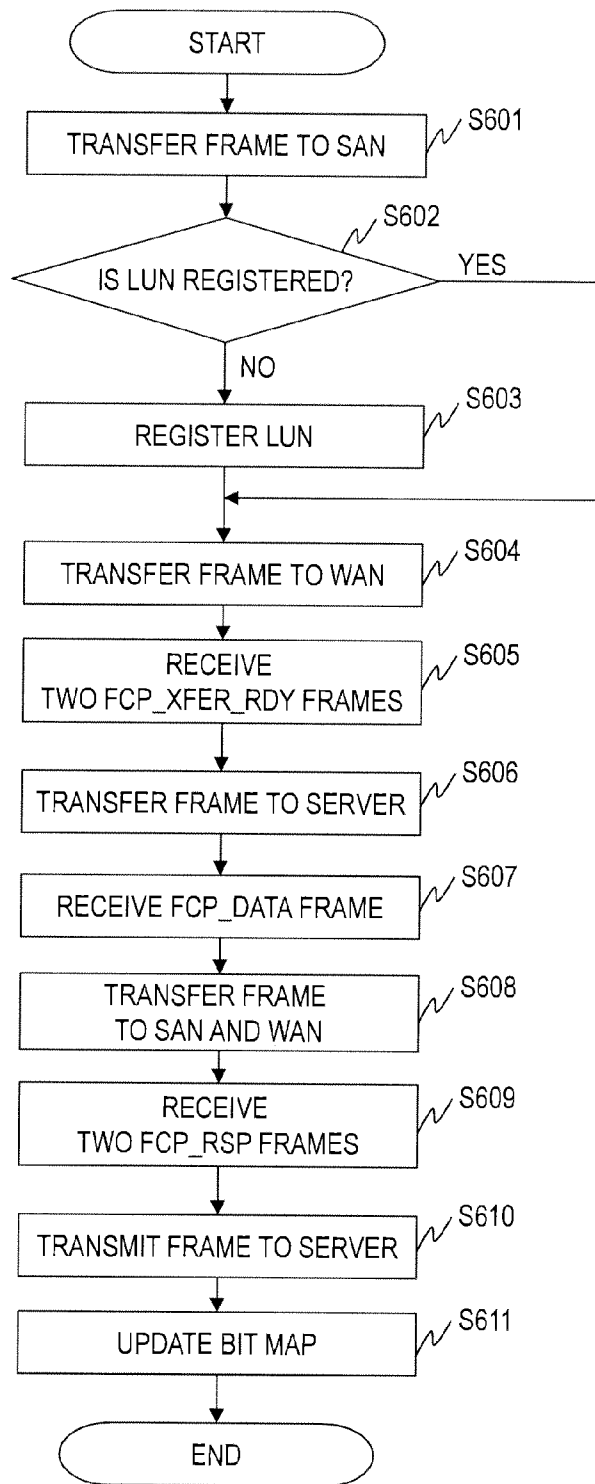 START
S601
TRANSFER FRAME TO SAN
S602
IS LUN REGISTERED?
YES
NO
S603
REGISTER LUN
S604
TRANSFER FRAME TO WAN
S605
RECEIVE
TWO FCP_XFER_RDY FRAMES
S606
TRANSFER FRAME TO SERVER
S607
RECEIVE FCP_DATA FRAME
S608
TRANSFER FRAME
TO SAN AND WAN
S609
RECEIVE
TWO FCP_RSP FRAMES
S610
TRANSMIT FRAME TO SERVER
S611
UPDATE BIT MAP
END